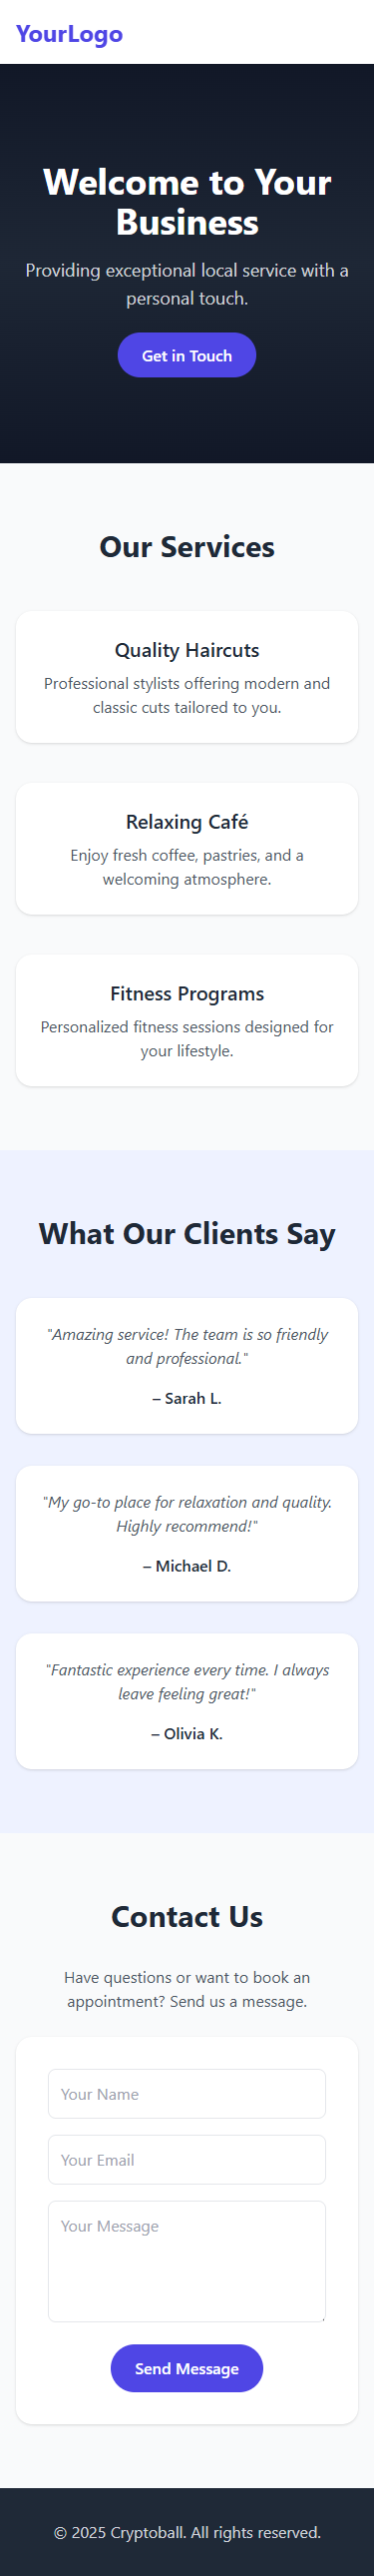 YourLogo
Welcome to Your
Business
Providing exceptional local service with a
personal touch.
Get in Touch
Our Services
Quality Haircuts
Professional stylists offering modern and
classic cuts tailored to you.
Relaxing Café
Enjoy fresh coffee, pastries, and a
welcoming atmosphere.
Fitness Programs
Personalized fitness sessions designed for
your lifestyle.
What Our Clients Say
"Amazing service! The team is so friendly
and professional."
– Sarah L.
"My go-to place for relaxation and quality.
Highly recommend!"
– Michael D.
"Fantastic experience every time. I always
leave feeling great!"
– Olivia K.
Contact Us
Have questions or want to book an
appointment? Send us a message.
Your Name
Your Email
Your Message
Send Message
© 2025 Cryptoball. All rights reserved.